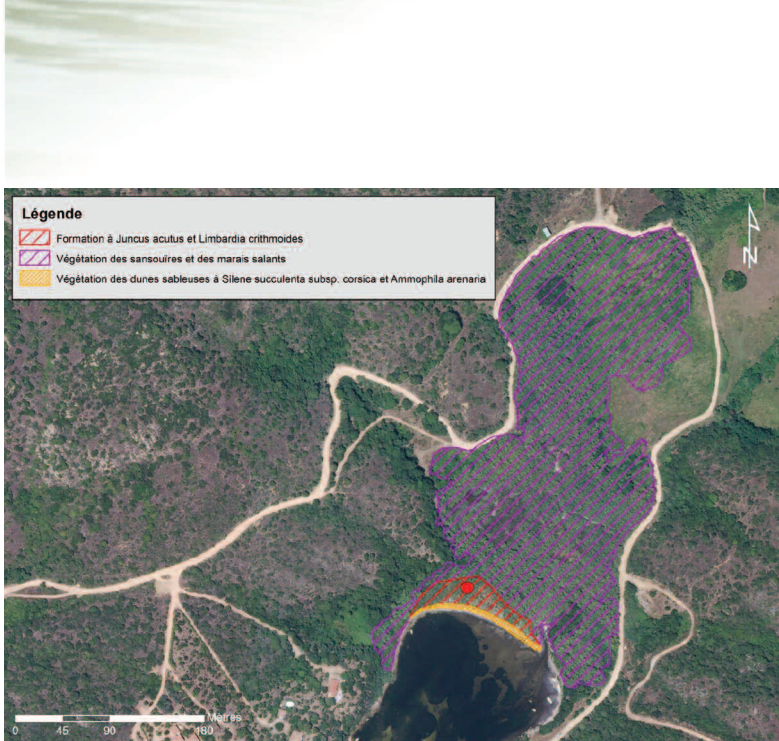 Légende
Formation à Juncus acutus et Limbardia crithmoides
Végétation des sansouïres et des marais salants
Végétation des dunes sableuses à Silene succulenta subsp. corsica et Ammophila arenaria
N
Mètres
0 45 90 180